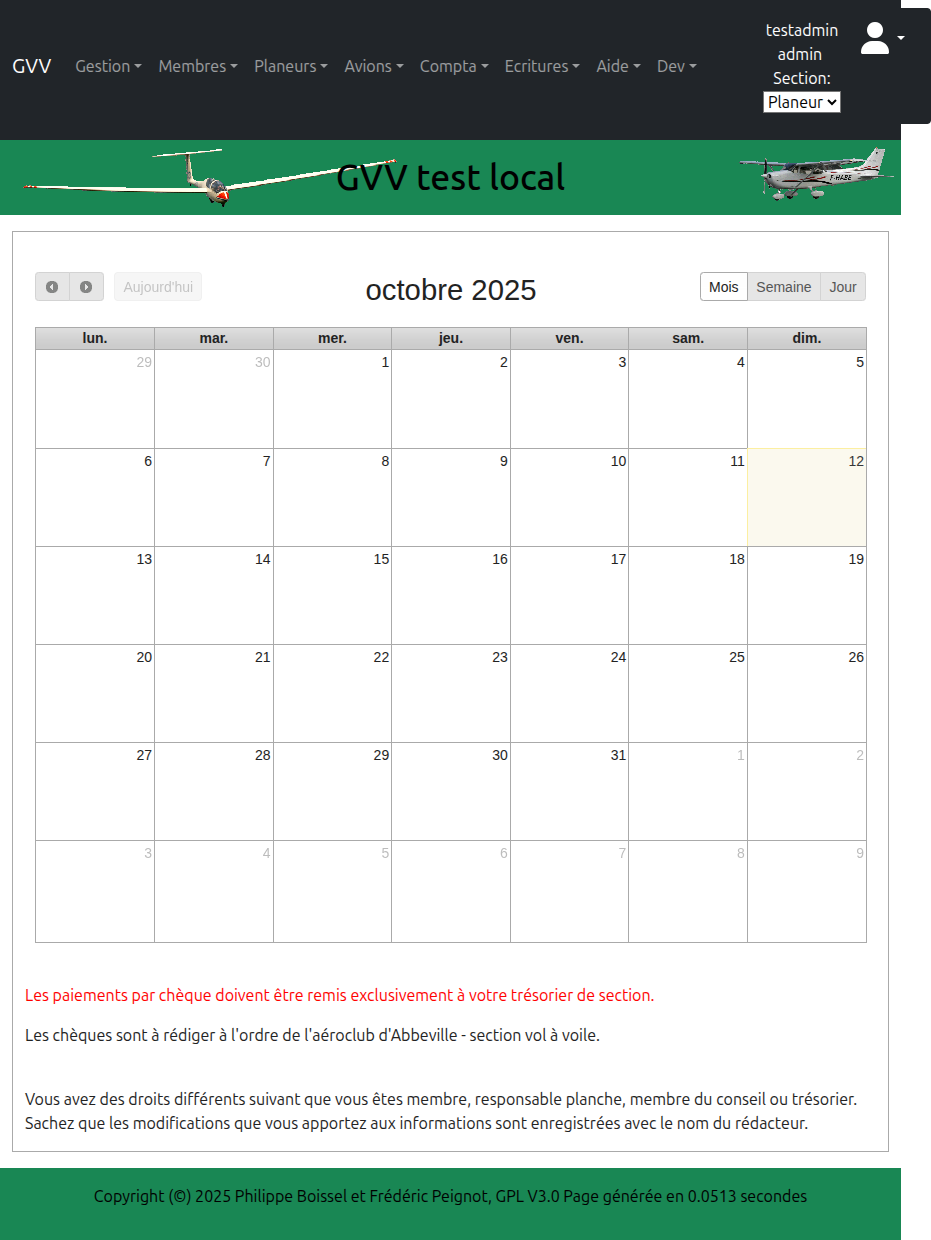 GVV Gestion Membres Planeurs Avions Compta Ecritures Aide Dev
testadmin
admin
Section:
Planeur
GVV test local
F-HABE
Aujourd'hui octobre 2025 Mois Semaine Jour
lun. mar. mer. jeu. ven. sam. dim.
29 30 1 2 3 4 5
6 7 8 9 10 11 12
13 14 15 16 17 18 19
20 21 22 23 24 25 26
27 28 29 30 31 1 2
3 4 5 6 7 8 9
Les paiements par chèque doivent être remis exclusivement à votre trésorier de section.
Les chèques sont à rédiger à l'ordre de l'aéroclub d'Abbeville - section vol à voile.
Vous avez des droits différents suivant que vous êtes membre, responsable planche, membre du conseil ou trésorier.
Sachez que les modifications que vous apportez aux informations sont enregistrées avec le nom du rédacteur.
Copyright (©) 2025 Philippe Boissel et Frédéric Peignot, GPL V3.0 Page générée en 0.0513 secondes